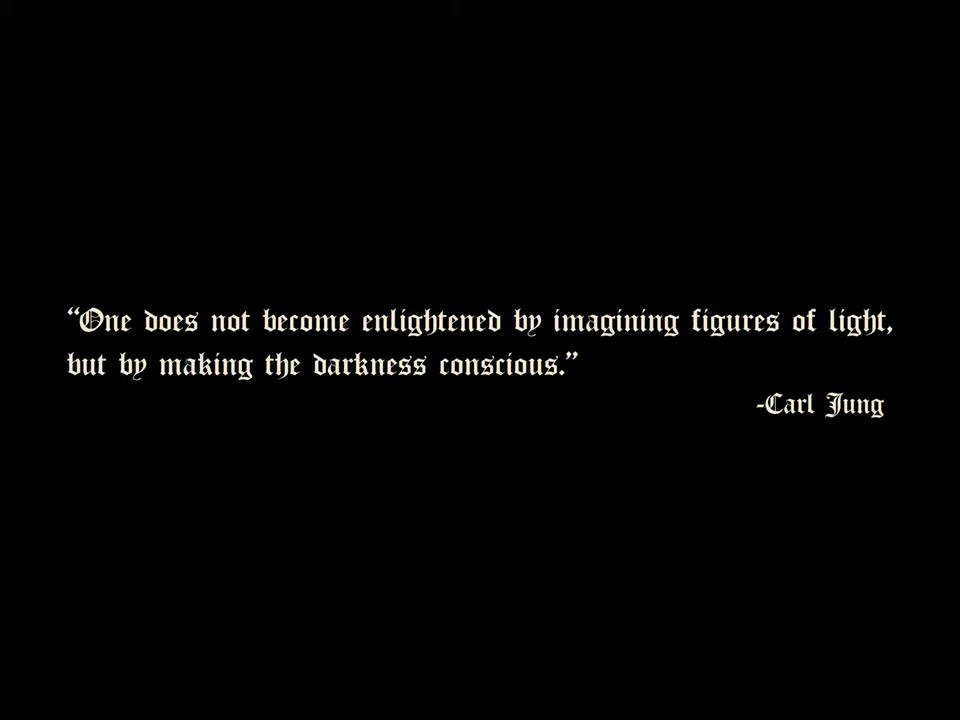 “One does not become enlightened by imagining figures of light,
but by making the darkness conscious.”
-Carl Jung